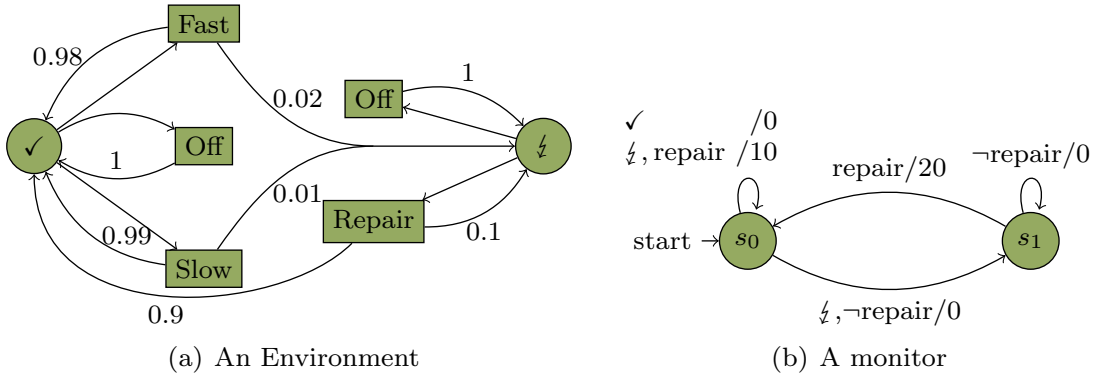 Fast
0.98
1
Off
0.02
✓
Off
1
↯
✓ /0
↯, repair /10
repair/20
¬repair/0
0.01
Repair
0.99
0.1
start
s0
s1
Slow
0.9
↯,¬repair/0
(a) An Environment
(b) A monitor